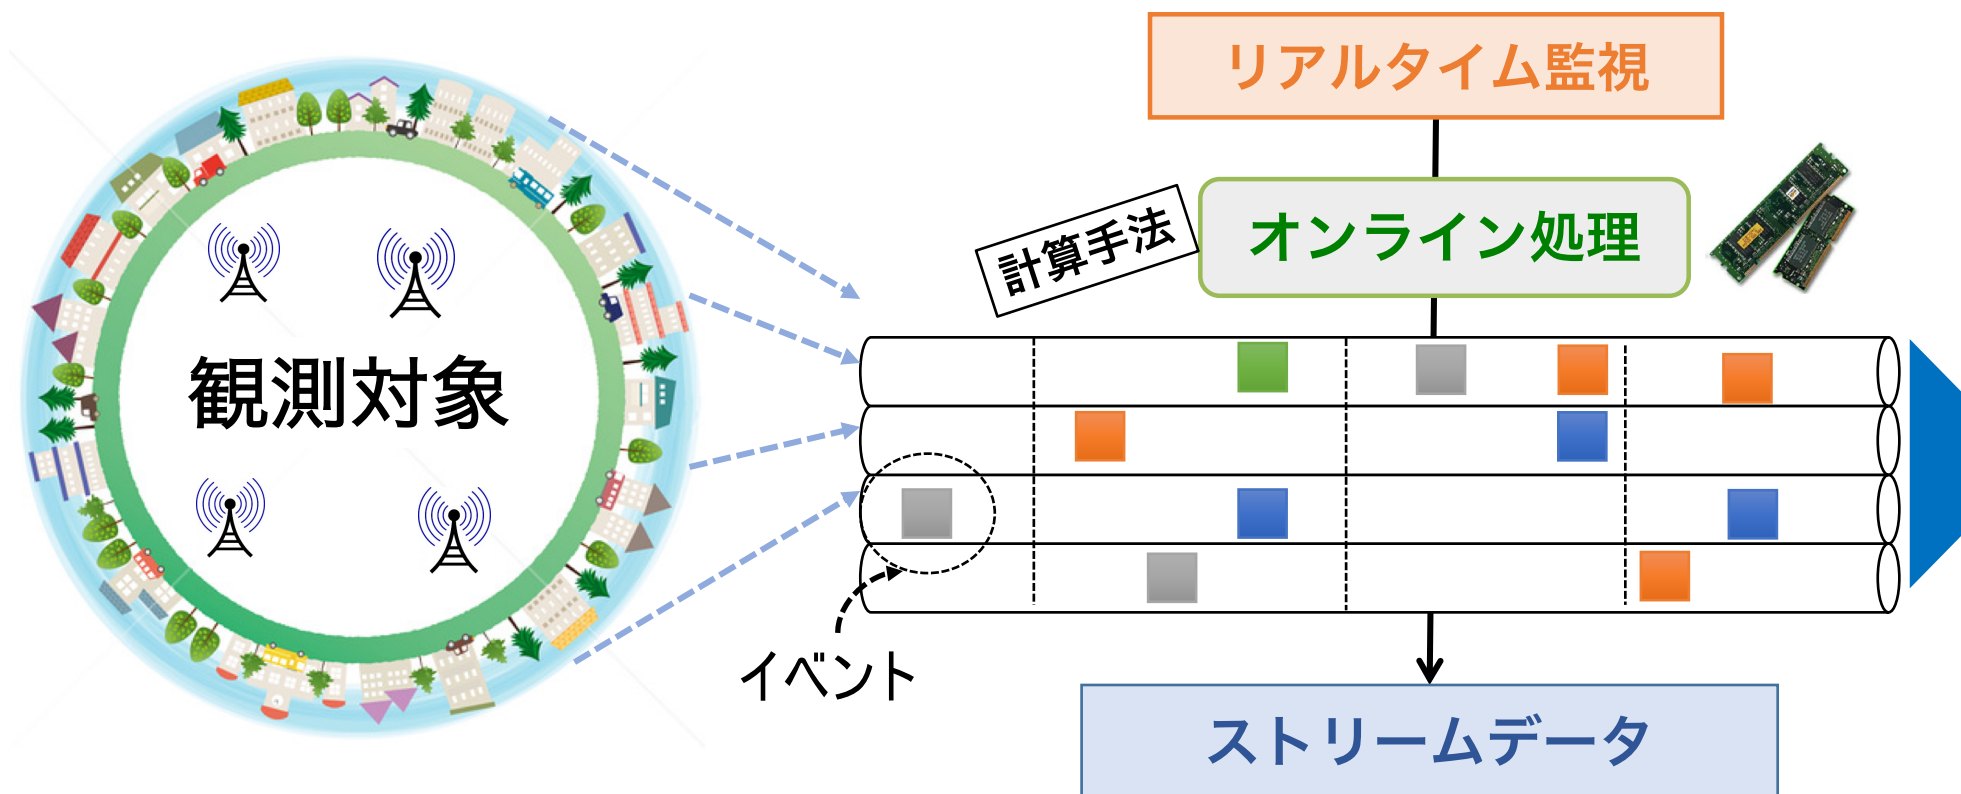 リアルタイム監視
オンライン処理
計算手法
観測対象
イベント
ストリームデータ